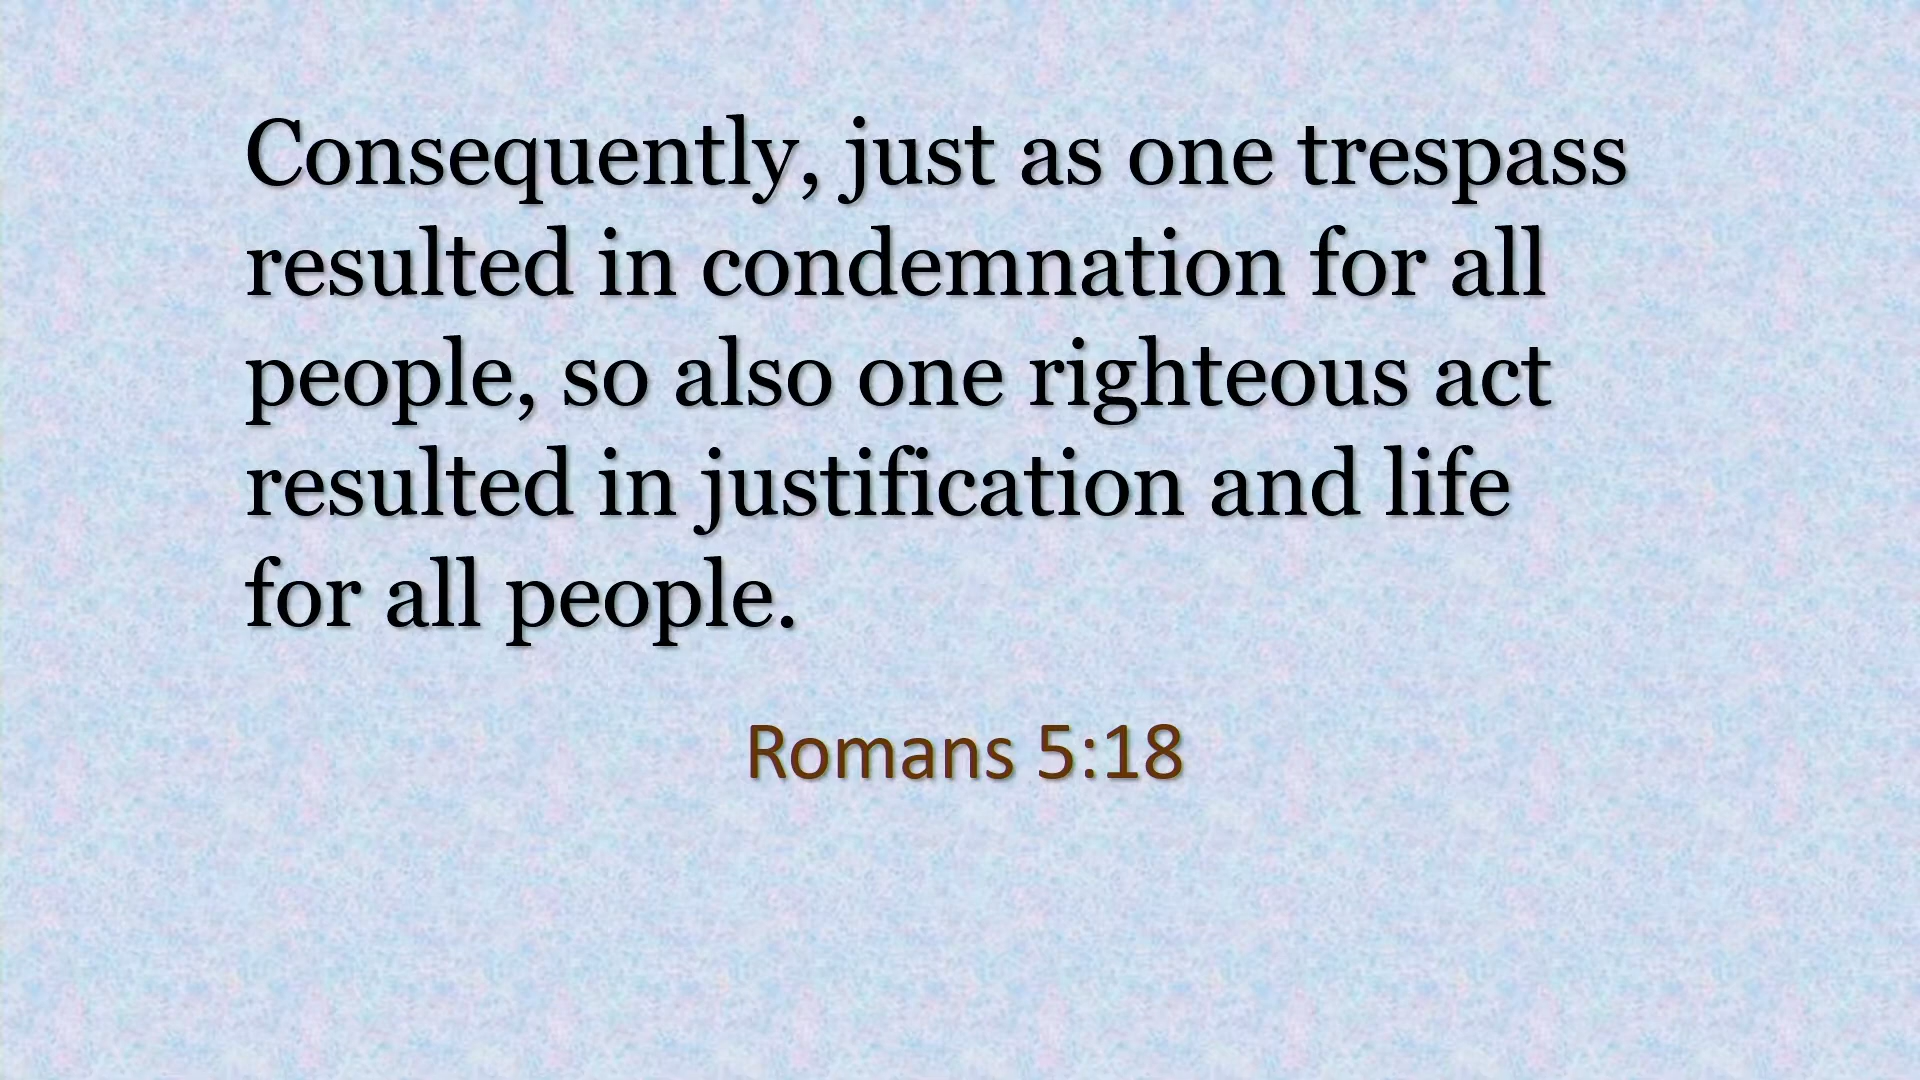 Consequently, just as one trespass
resulted in condemnation for all
people, so also one righteous act
resulted in justification and life
for all people.
Romans 5:18